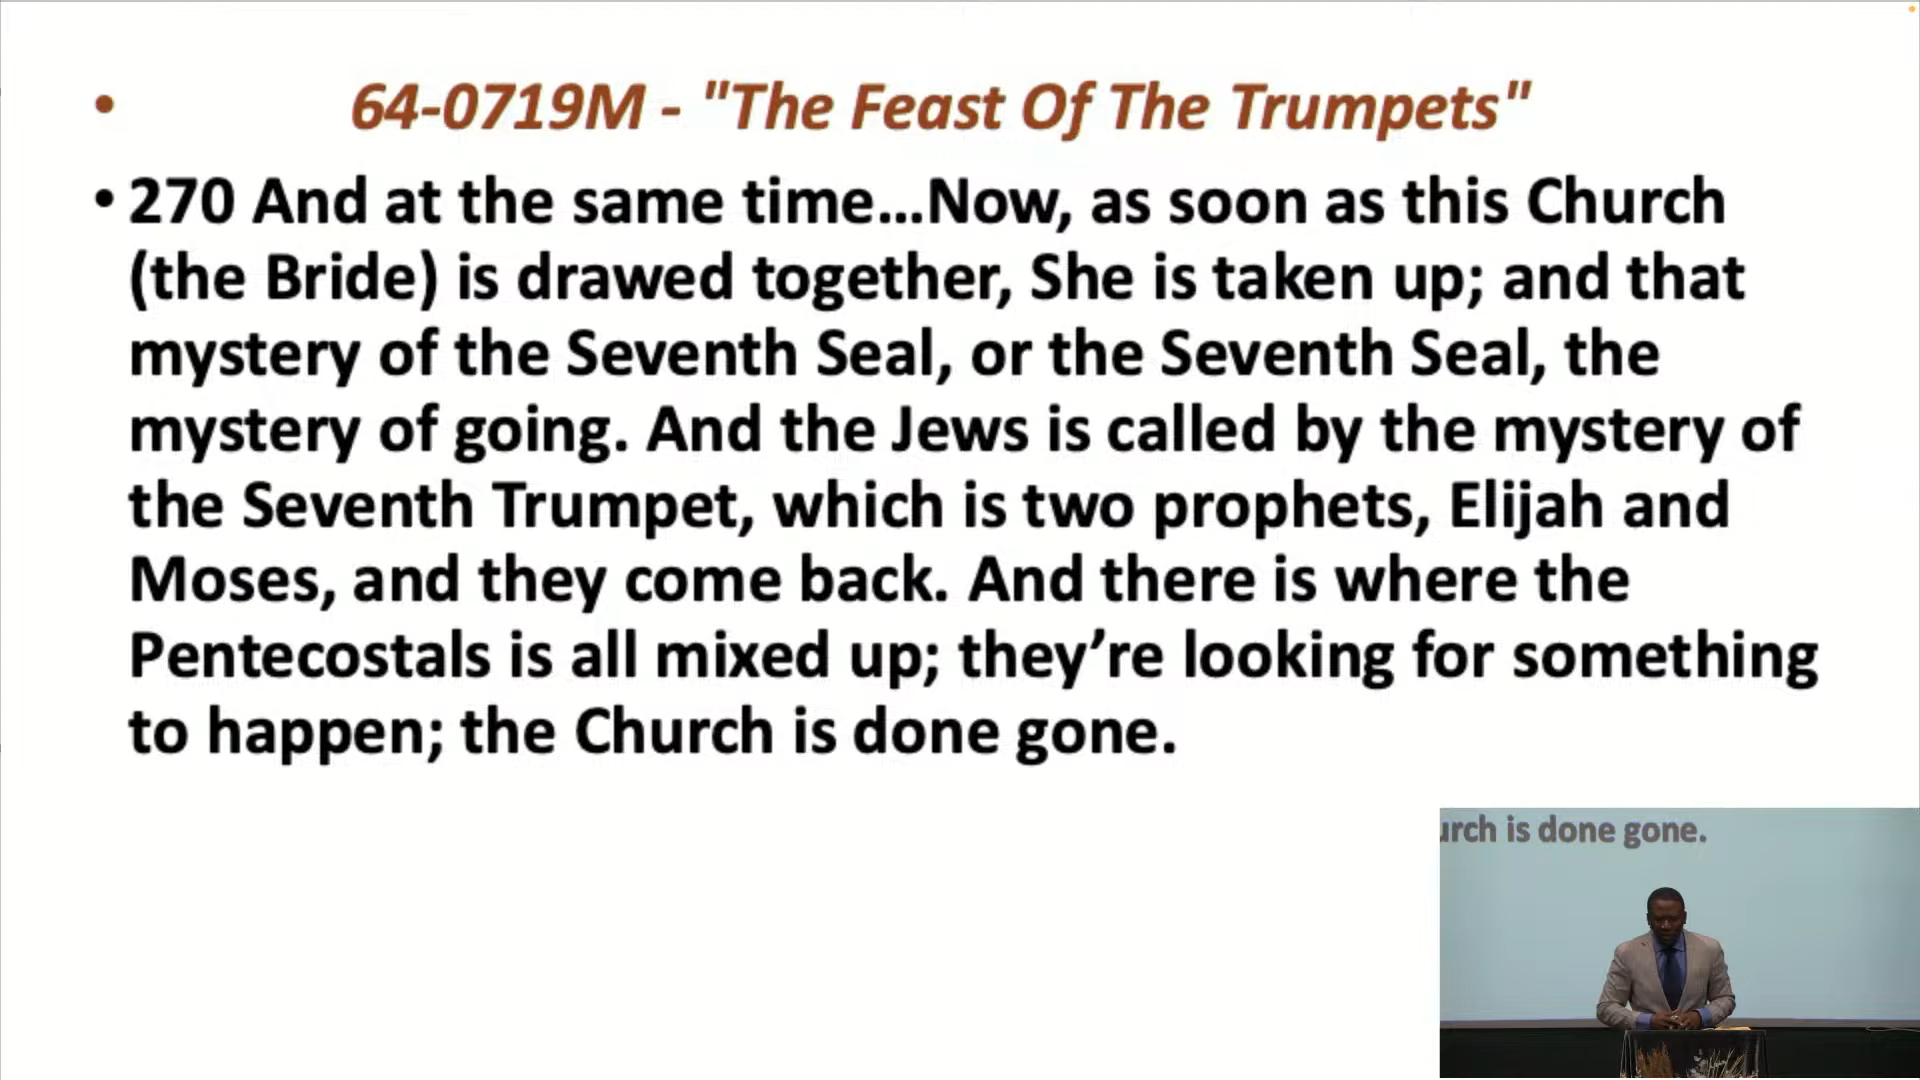 • 64-0719M - "The Feast Of The Trumpets"
• 270 And at the same time...Now, as soon as this Church
(the Bride) is drawed together, She is taken up; and that
mystery of the Seventh Seal, or the Seventh Seal, the
mystery of going. And the Jews is called by the mystery of
the Seventh Trumpet, which is two prophets, Elijah and
Moses, and they come back. And there is where the
Pentecostals is all mixed up; they’re looking for something
to happen; the Church is done gone.
urch is done gone.